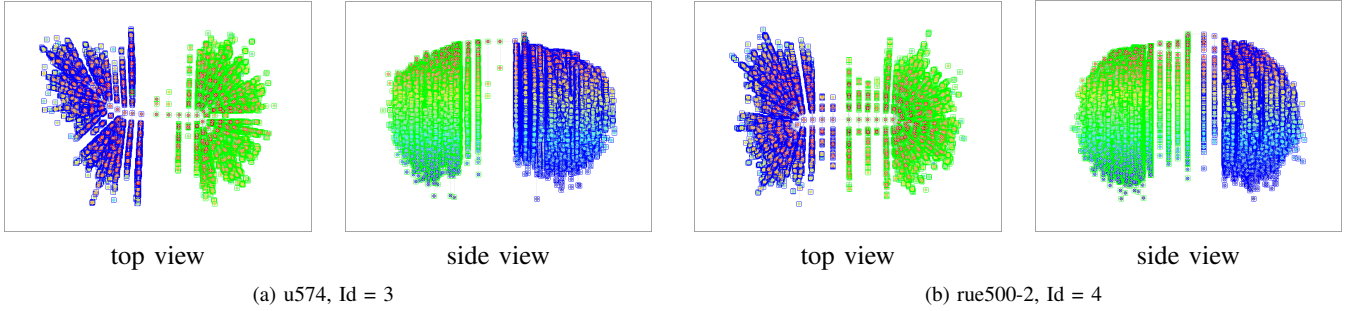 top view
side view
top view
side view
(a) u574, Id = 3
(b) rue500-2, Id = 4